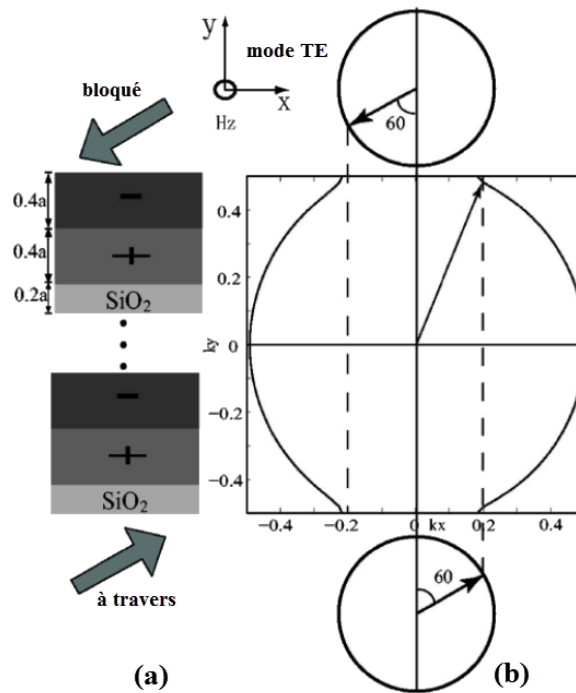 y
mode TE
x
Hz
bloqué
60
0.4a
−
0.4a
+
0.2a
SiO₂
−
+
SiO₂
à travers
(a)
0.4
0.2
0
−0.2
−0.4
ky
−0.4 −0.2 0 kx 0.2 0.4
60
(b)